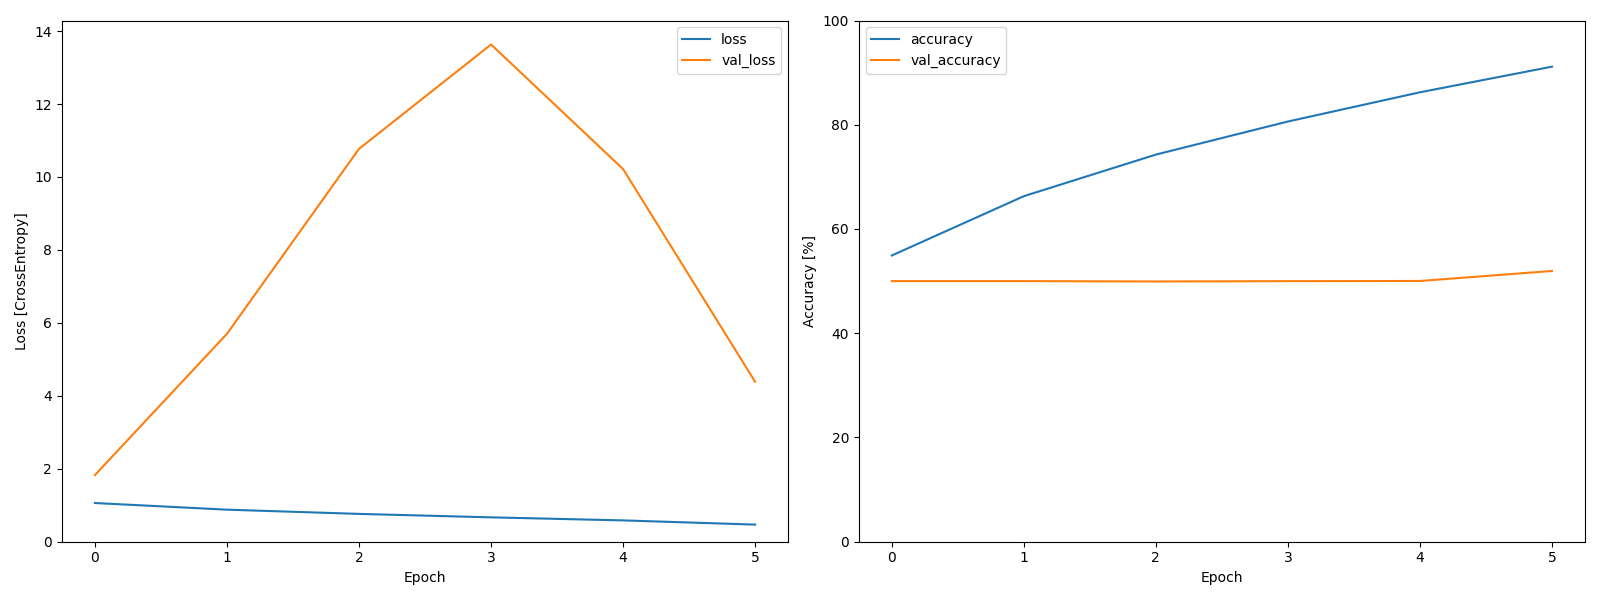 Loss [CrossEntropy]
14
12
10
8
6
4
2
0
loss
val_loss
0 1 2 3 4 5
Epoch
Accuracy [%]
100
80
60
40
20
0
accuracy
val_accuracy
0 1 2 3 4 5
Epoch